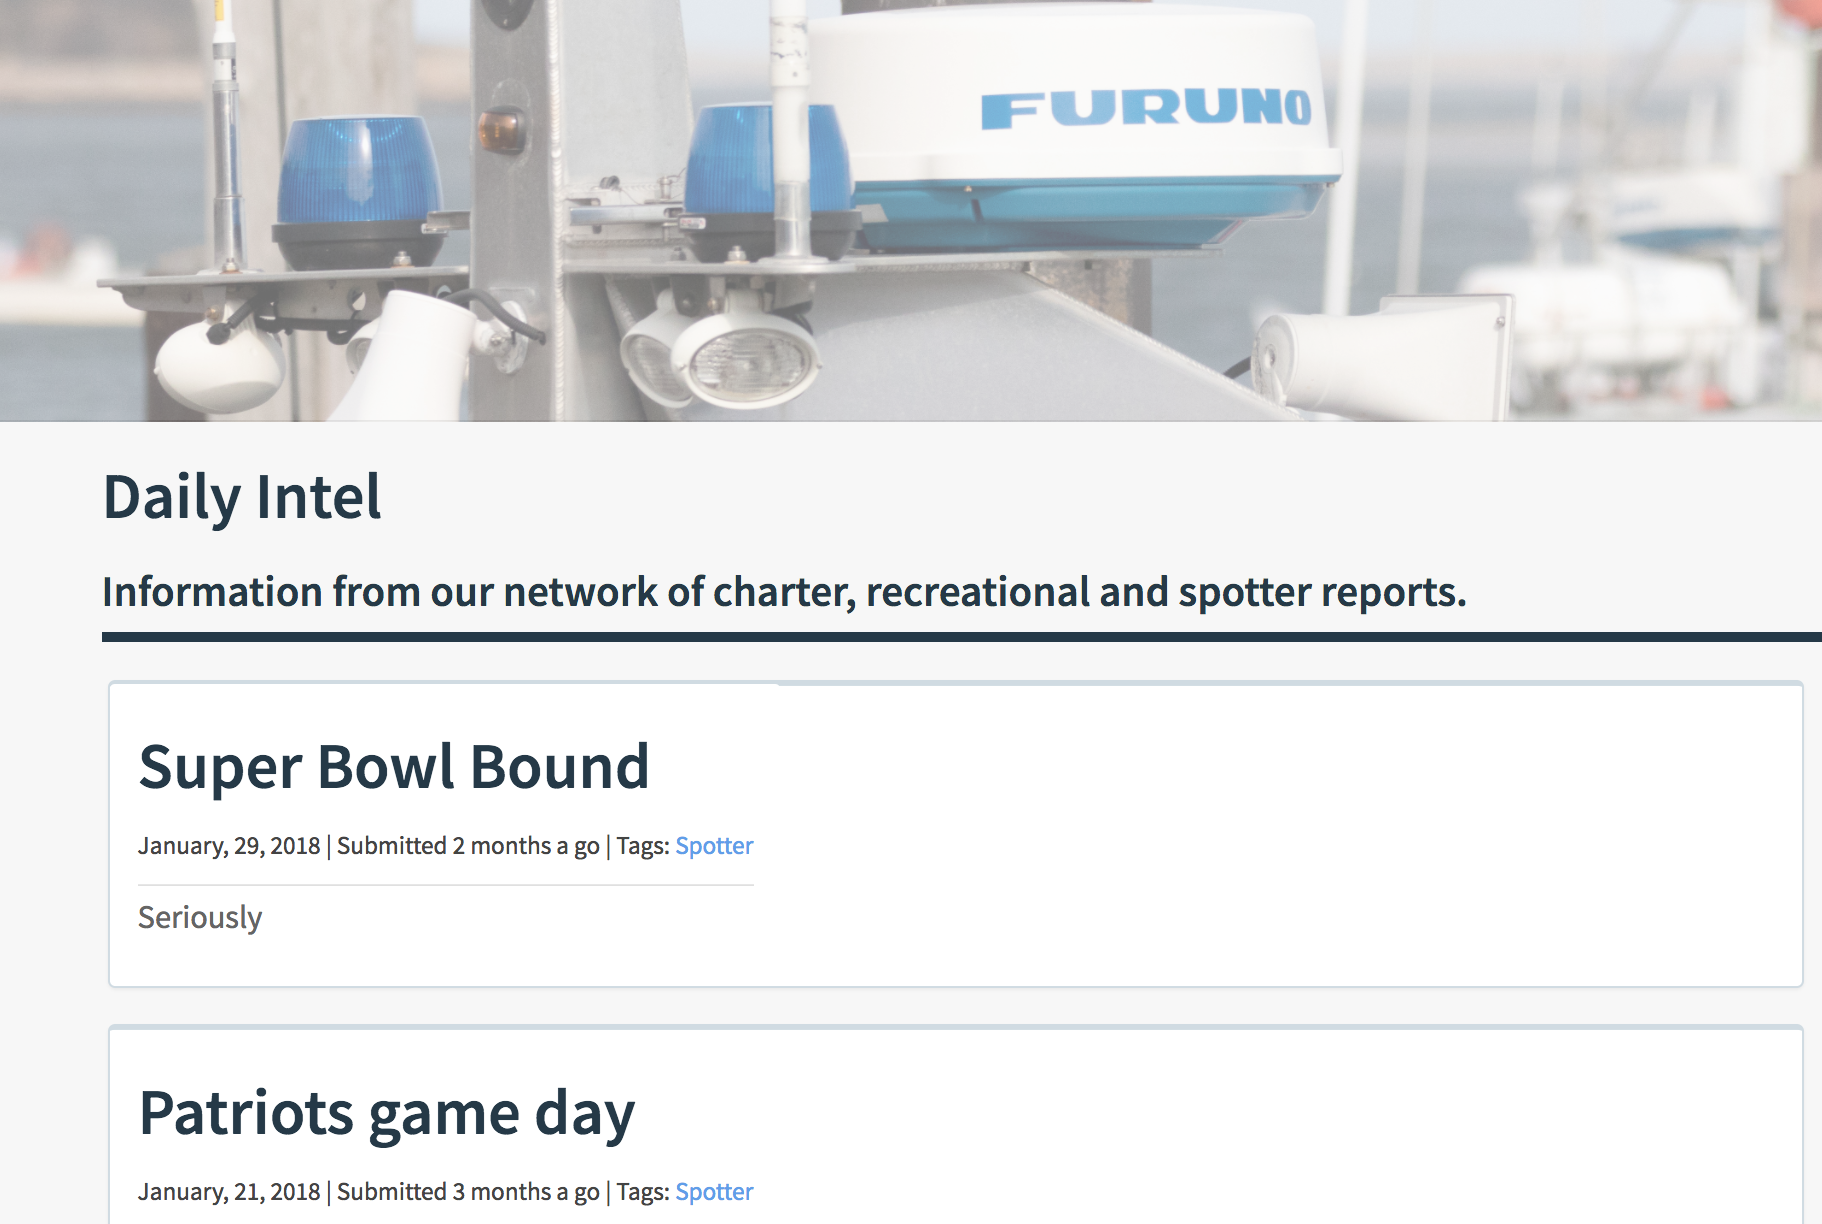 FURUNO
Daily Intel
Information from our network of charter, recreational and spotter reports.
Super Bowl Bound
January, 29, 2018 | Submitted 2 months a go | Tags: Spotter
Seriously
Patriots game day
January, 21, 2018 | Submitted 3 months a go | Tags: Spotter